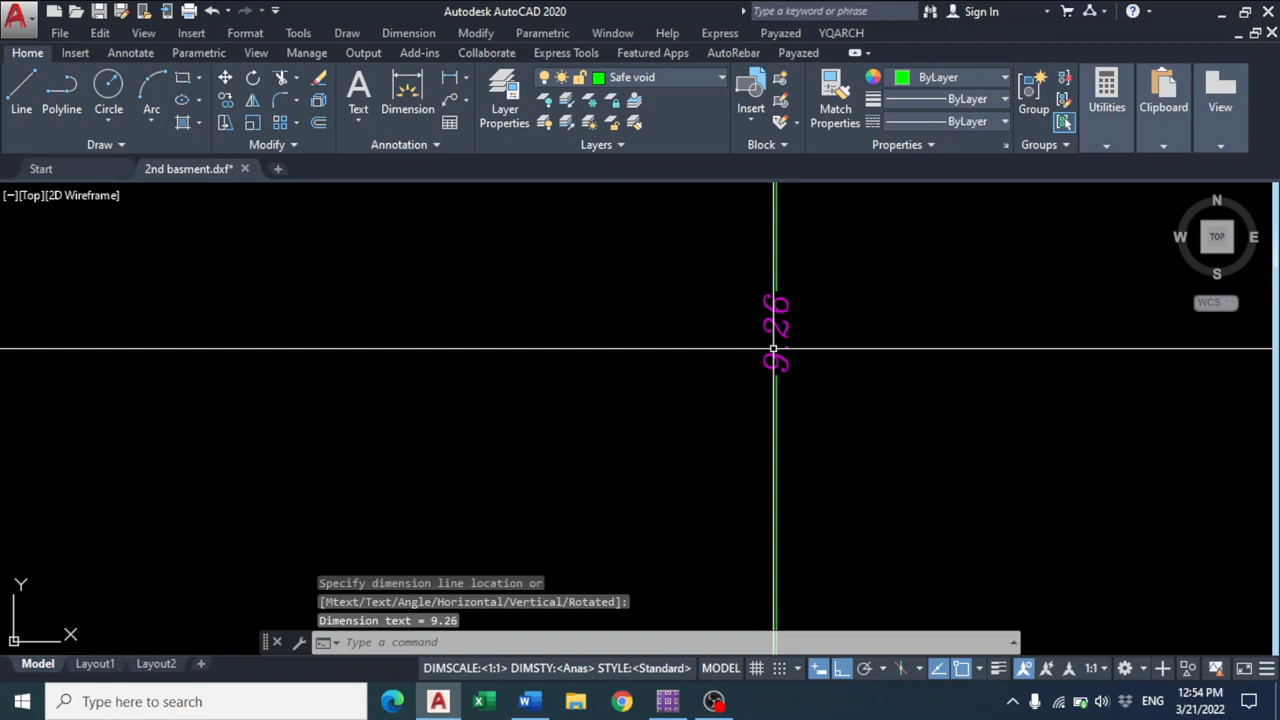 Autodesk AutoCAD 2020
Type a keyword or phrase
Sign In
File Edit View Insert Format Tools Draw Dimension Modify Parametric Window Help Express Payazed YQARCH
Home Insert Annotate Parametric View Manage Output Add-ins Collaborate Express Tools Featured Apps AutoRebar Payazed
Safe void
ByLayer
ByLayer
ByLayer
Line Polyline Circle Arc Text Dimension Layer Properties Insert Match Properties Group Utilities Clipboard View
Draw Modify Annotation Layers Block Properties Groups
Start 2nd basment.dxf*
[−][Top][2D Wireframe]
N
W TOP E
S
WCS
9.26
Y
X
Specify dimension line location or
[Mtext/Text/Angle/Horizontal/Vertical/Rotated]:
Dimension text = 9.26
Type a command
Model Layout1 Layout2
DIMSCALE:<1:1> DIMSTY:<Anas> STYLE:<Standard> MODEL 1:1
Type here to search
ENG
12:54 PM
3/21/2022